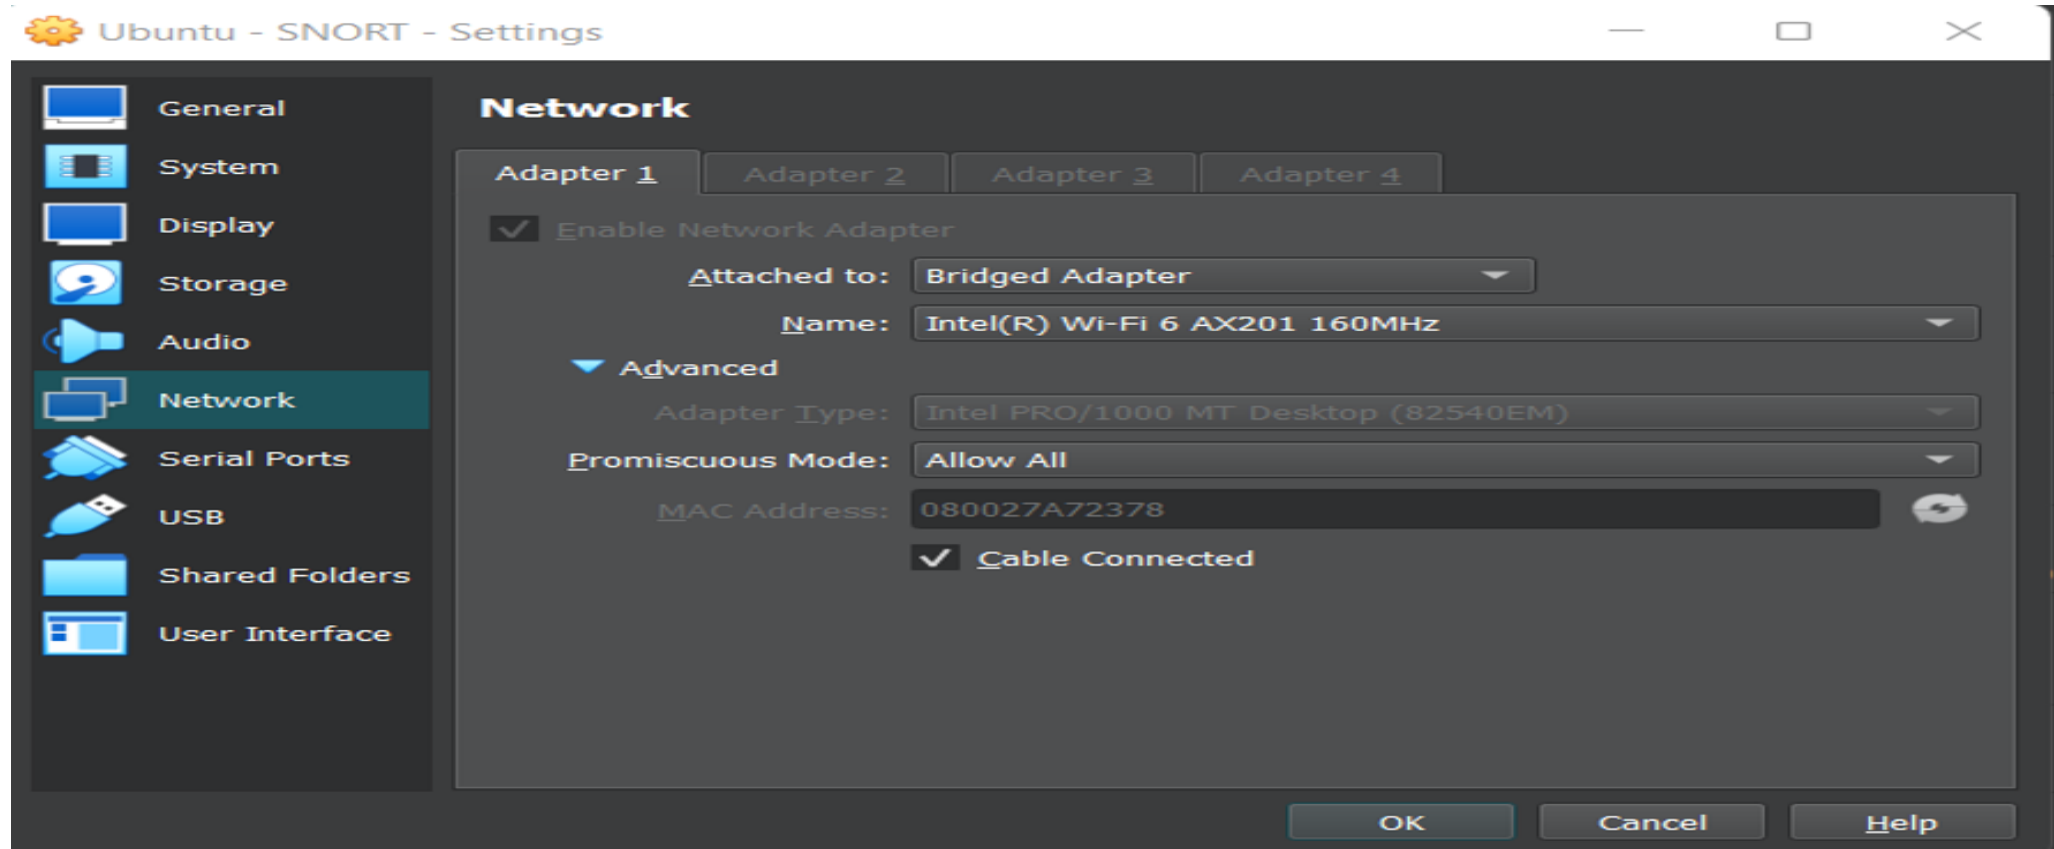 Ubuntu - SNORT - Settings
General
System
Display
Storage
Audio
Network
Serial Ports
USB
Shared Folders
User Interface
Network
Adapter 1 Adapter 2 Adapter 3 Adapter 4
Enable Network Adapter
Attached to: Bridged Adapter
Name: Intel(R) Wi-Fi 6 AX201 160MHz
Advanced
Adapter Type: Intel PRO/1000 MT Desktop (82540EM)
Promiscuous Mode: Allow All
MAC Address: 080027A72378
Cable Connected
OK Cancel Help